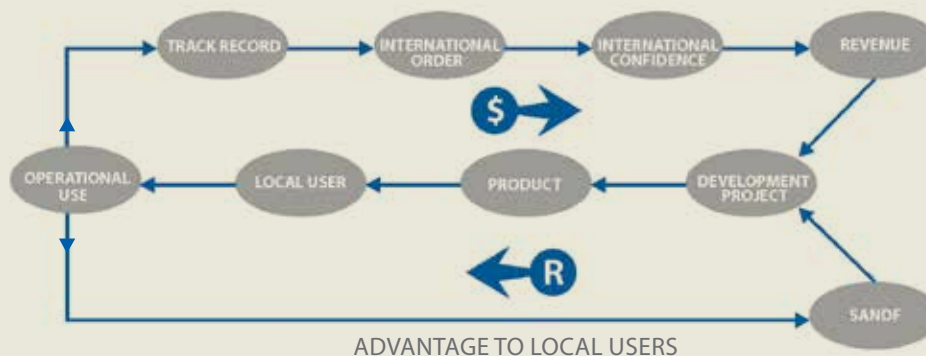 TRACK RECORD
INTERNATIONAL
ORDER
INTERNATIONAL
CONFIDENCE
REVENUE
$
OPERATIONAL
USE
LOCAL USER
PRODUCT
DEVELOPMENT
PROJECT
R
SANDF
ADVANTAGE TO LOCAL USERS